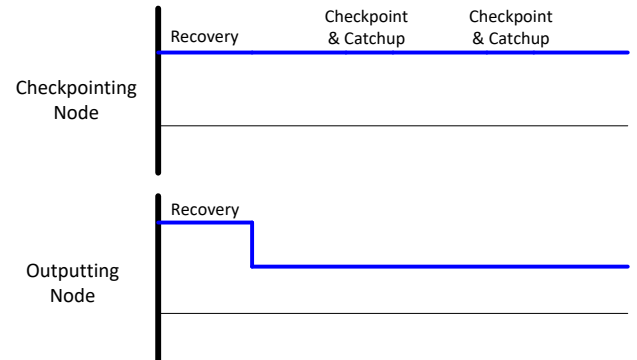 Recovery
Checkpoint
& Catchup
Checkpoint
& Catchup
Checkpointing
Node
Recovery
Outputting
Node